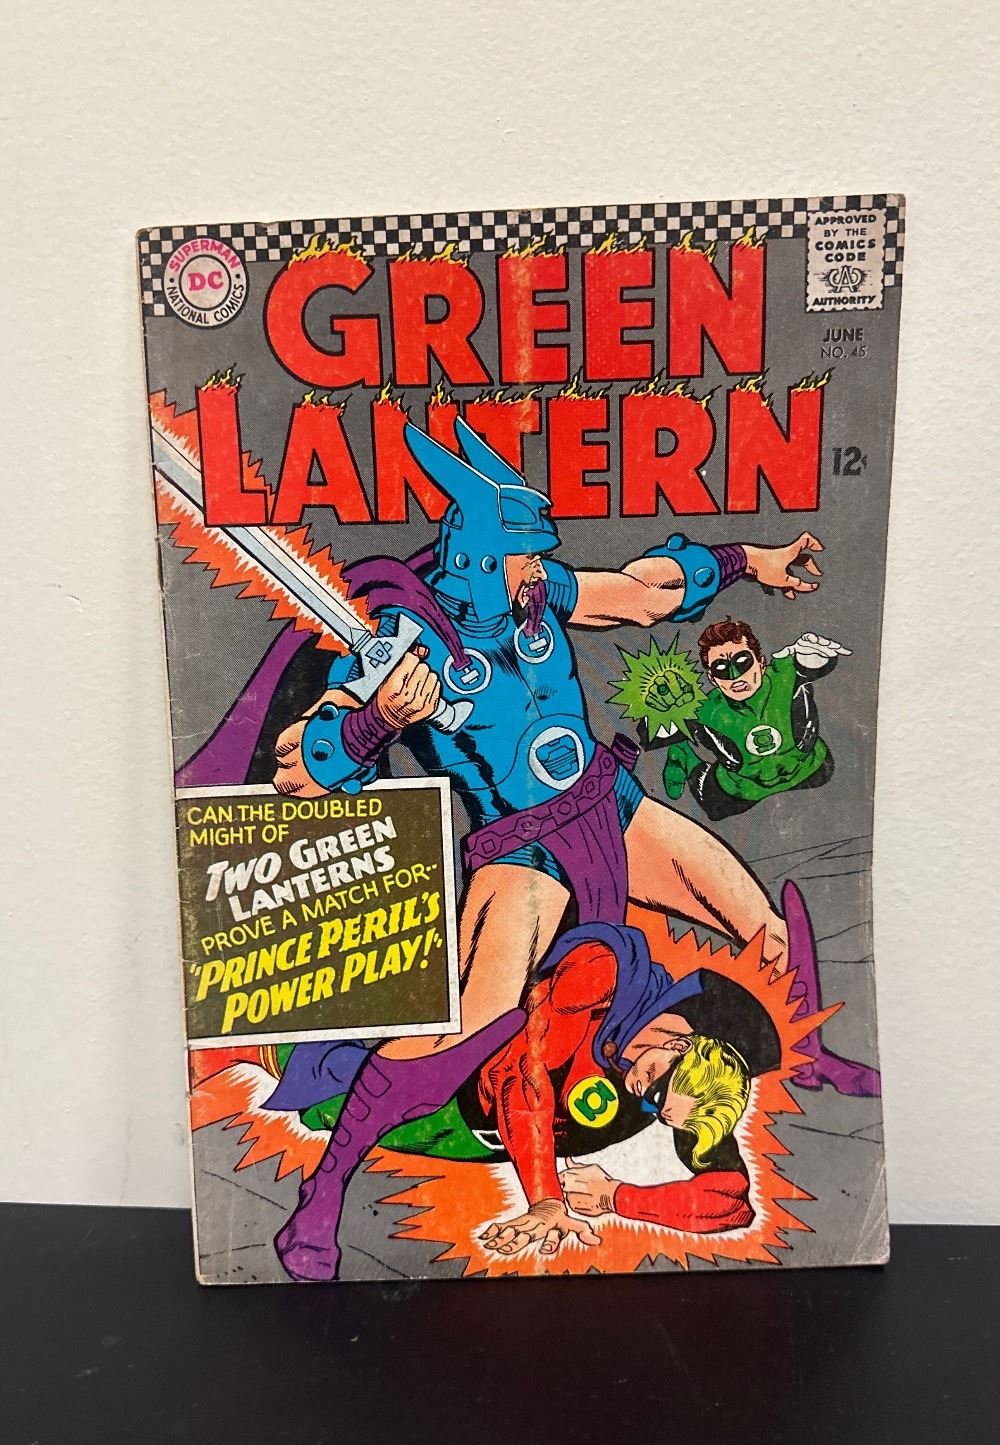 SUPERMAN
DC
NATIONAL COMICS
APPROVED
BY THE
COMICS
CODE
CA
AUTHORITY
GREEN
LANTERN
JUNE
NO. 45
12¢
CAN THE DOUBLED
MIGHT OF
TWO GREEN
LANTERNS
PROVE A MATCH FOR--
"PRINCE PERIL'S
POWER PLAY!"